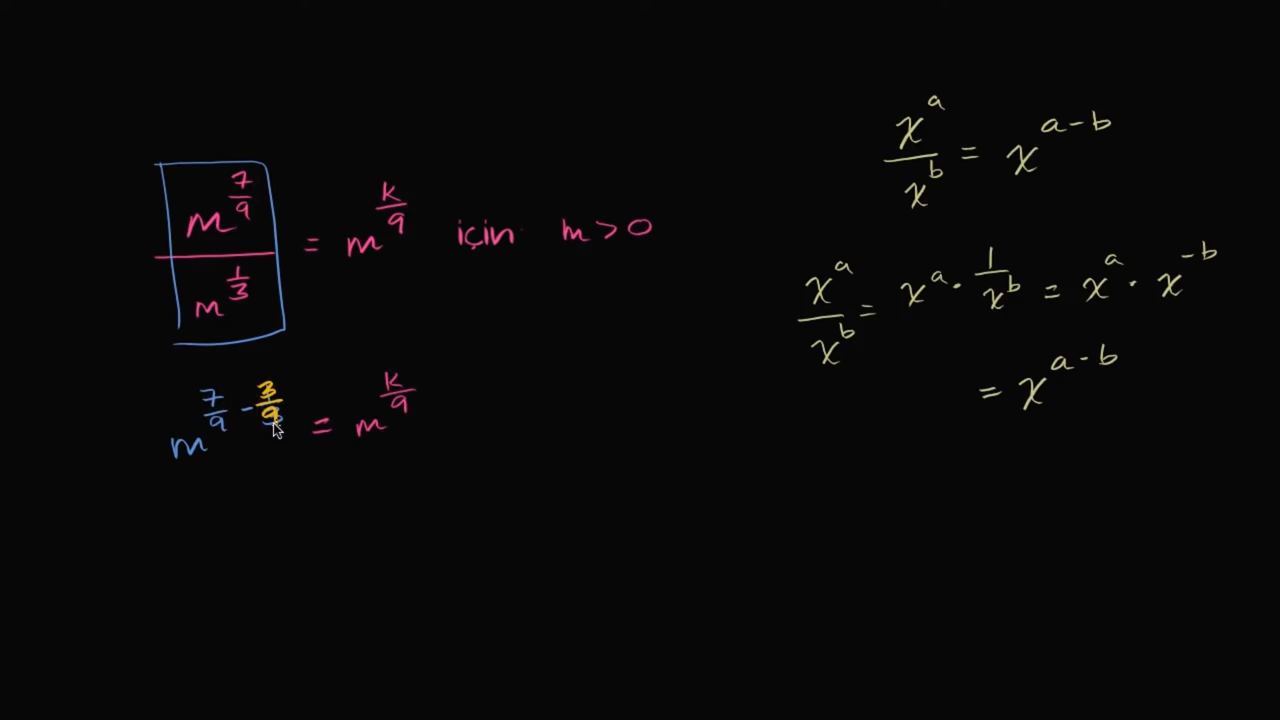 m^(7/9) / m^(1/3) = m^(k/9) için m > 0
m^(7/9 - 3/9) = m^(k/9)
x^a / x^b = x^(a-b)
x^a / x^b = x^a · 1/x^b = x^a · x^(-b)
= x^(a-b)